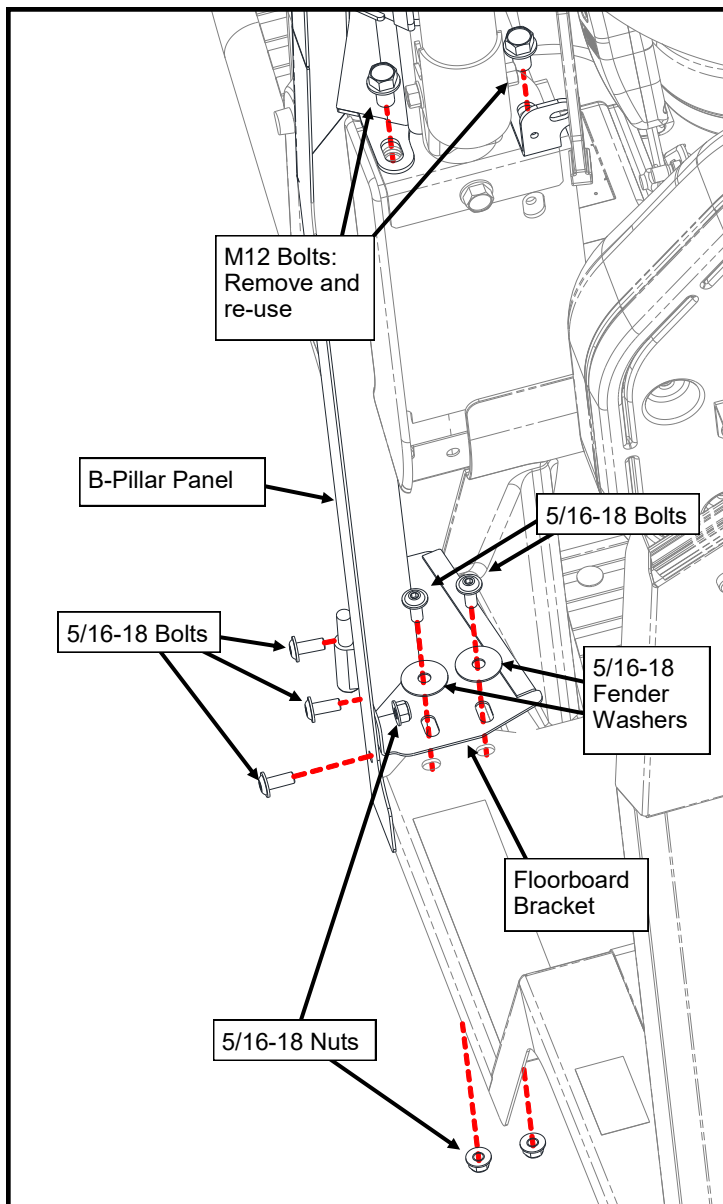 M12 Bolts:
Remove and
re-use
B-Pillar Panel
5/16-18 Bolts
5/16-18 Bolts
5/16-18
Fender
Washers
Floorboard
Bracket
5/16-18 Nuts